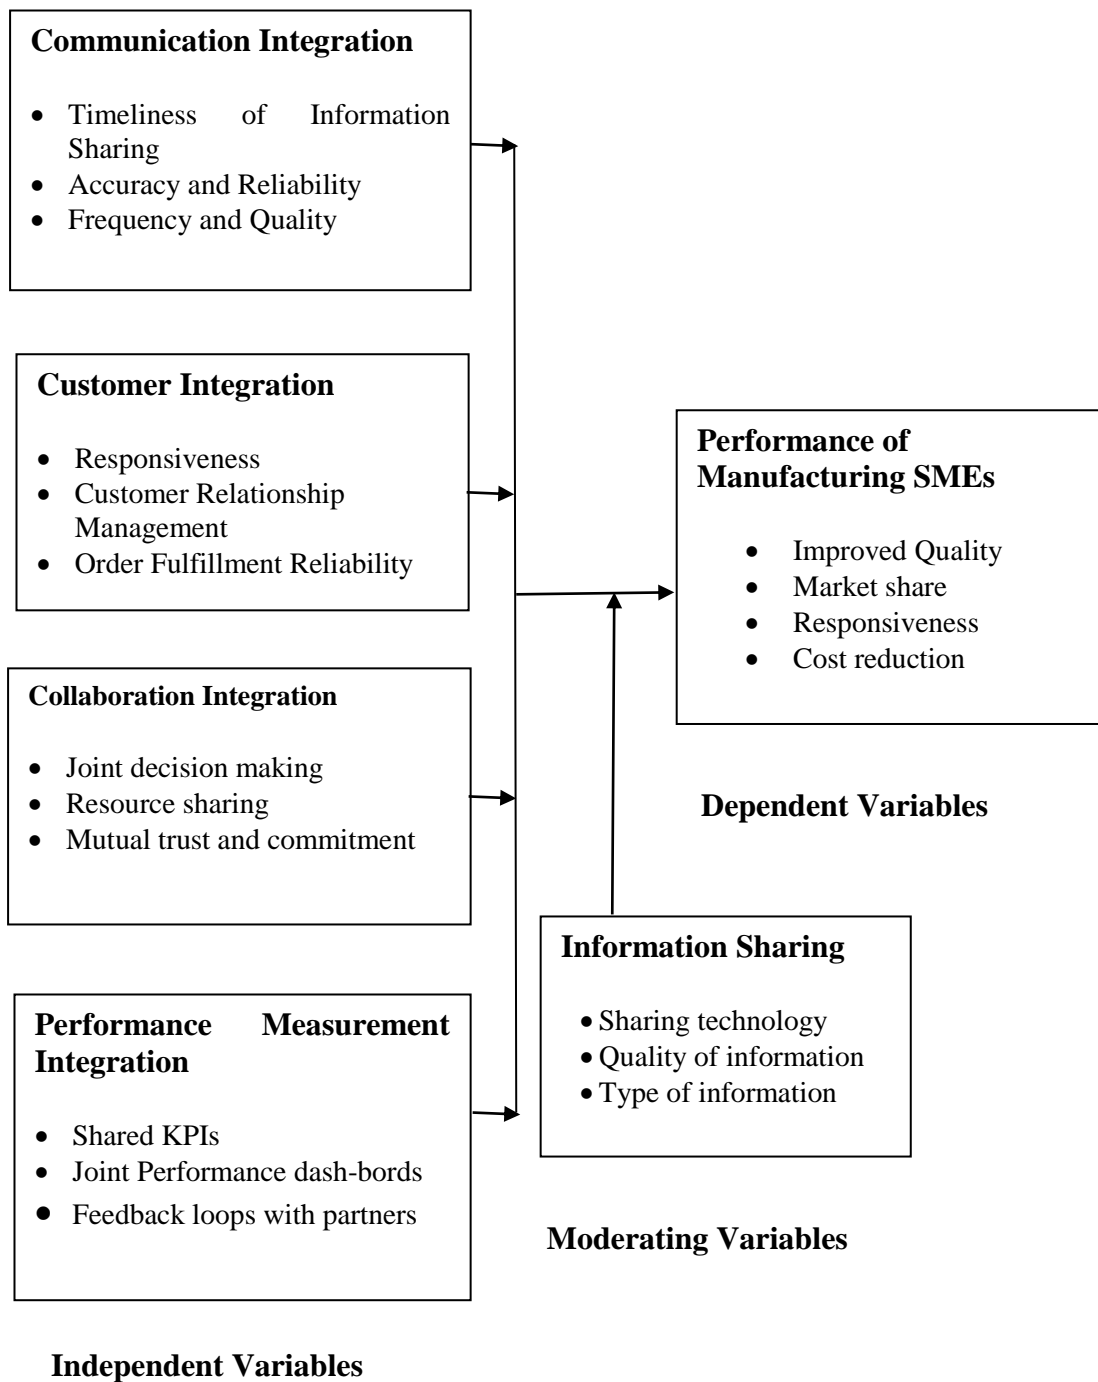 Communication Integration
• Timeliness of Information
Sharing
• Accuracy and Reliability
• Frequency and Quality
Customer Integration
• Responsiveness
• Customer Relationship
Management
• Order Fulfillment Reliability
Collaboration Integration
• Joint decision making
• Resource sharing
• Mutual trust and commitment
Performance Measurement
Integration
• Shared KPIs
• Joint Performance dash-bords
• Feedback loops with partners
Independent Variables
Performance of
Manufacturing SMEs
• Improved Quality
• Market share
• Responsiveness
• Cost reduction
Dependent Variables
Information Sharing
• Sharing technology
• Quality of information
• Type of information
Moderating Variables